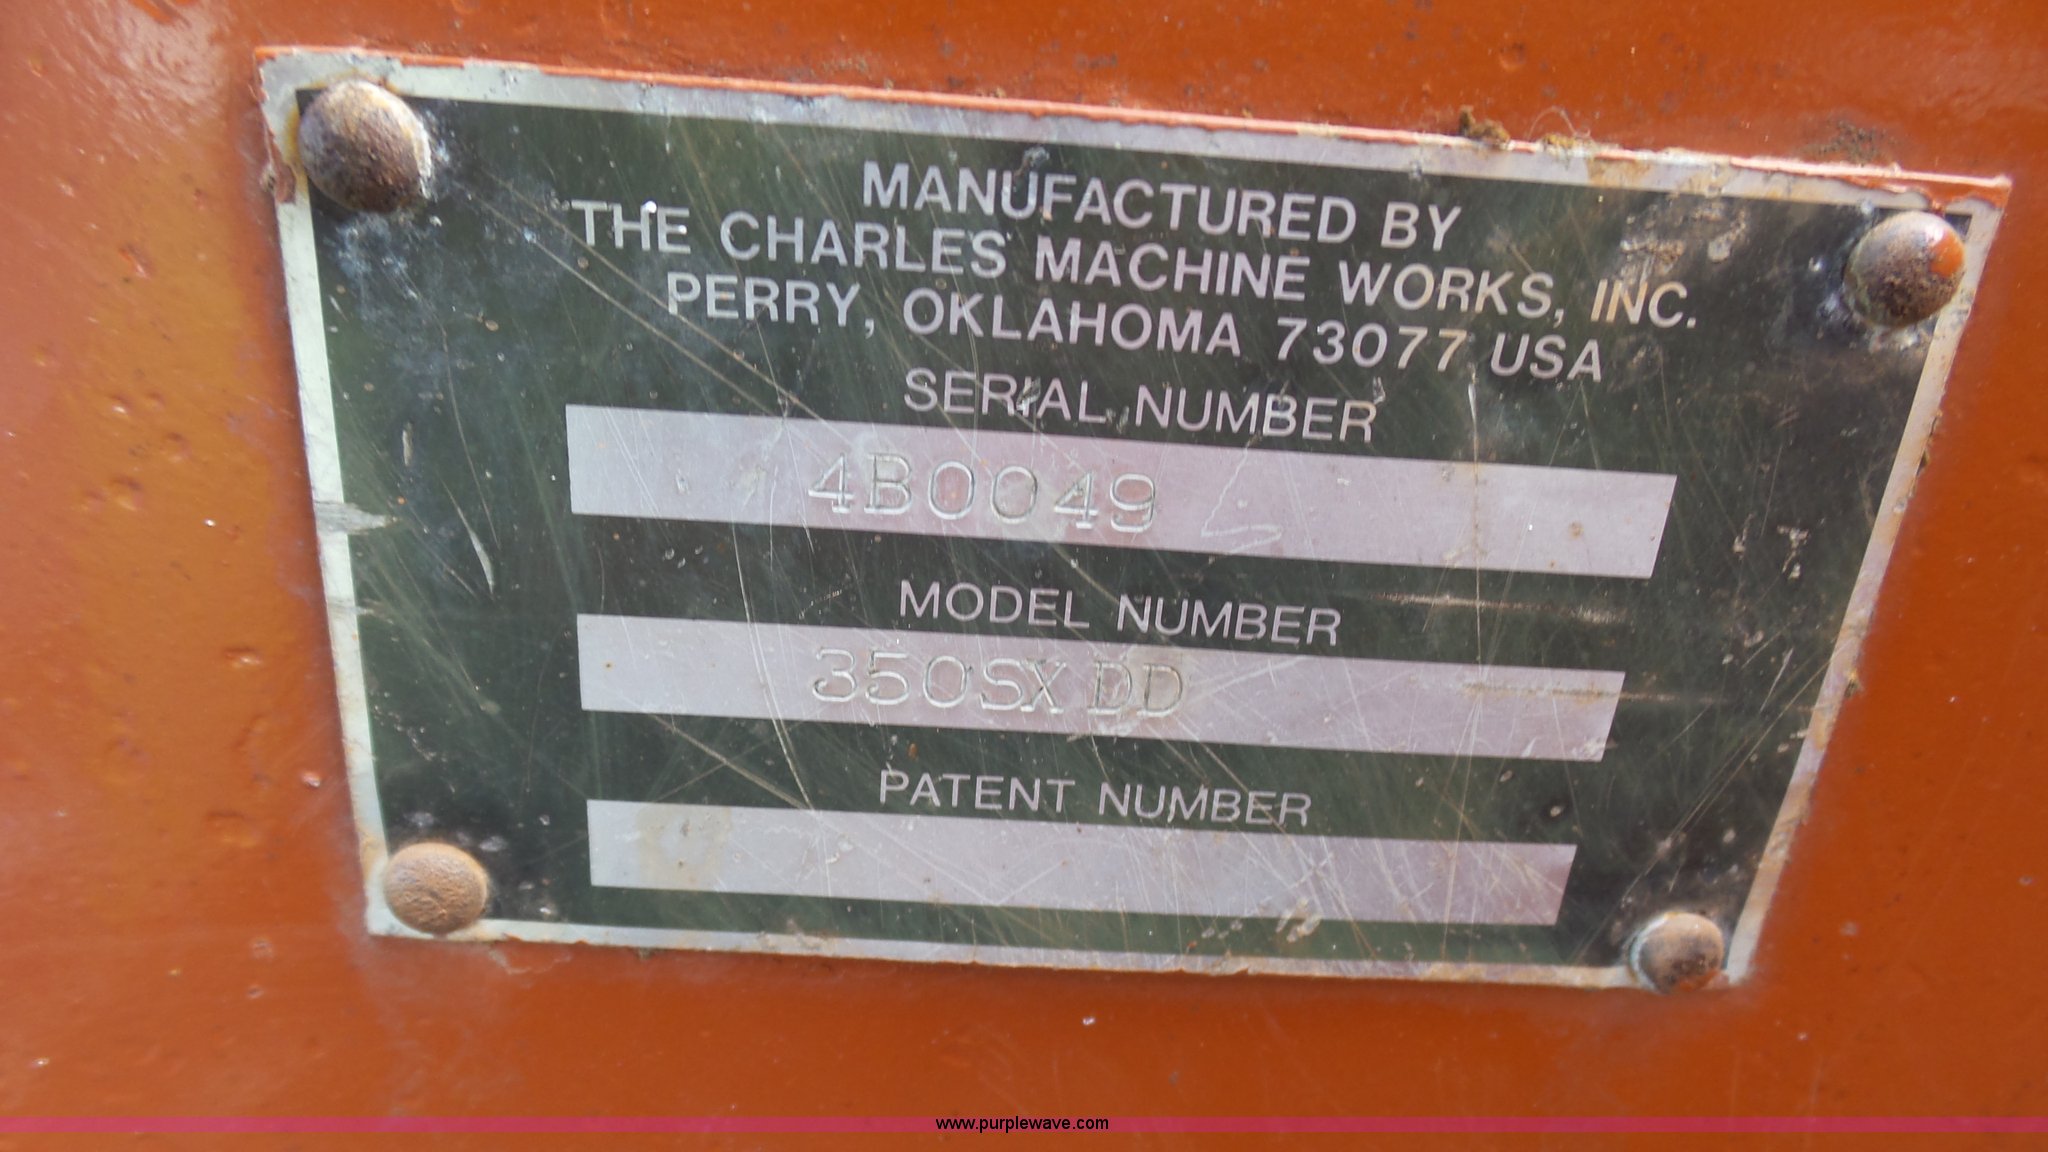 MANUFACTURED BY
THE CHARLES MACHINE WORKS, INC.
PERRY, OKLAHOMA 73077 USA
SERIAL NUMBER
4B0049
MODEL NUMBER
350SX DD
PATENT NUMBER
www.purplewave.com